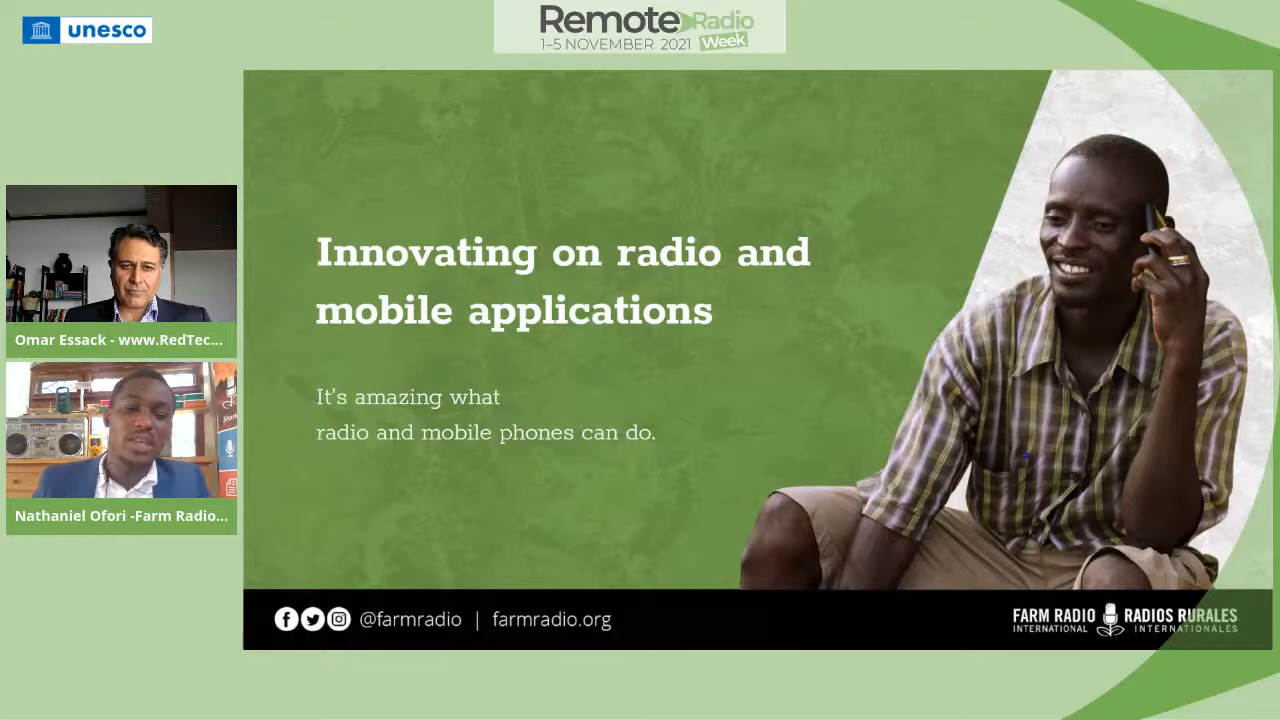 unesco
Remote Radio
1–5 NOVEMBER 2021 Week
Innovating on radio and
mobile applications
It's amazing what
radio and mobile phones can do.
Omar Essack - www.RedTec...
Nathaniel Ofori -Farm Radio...
@farmradio | farmradio.org
FARM RADIO RADIOS RURALES
INTERNATIONAL INTERNATIONALES